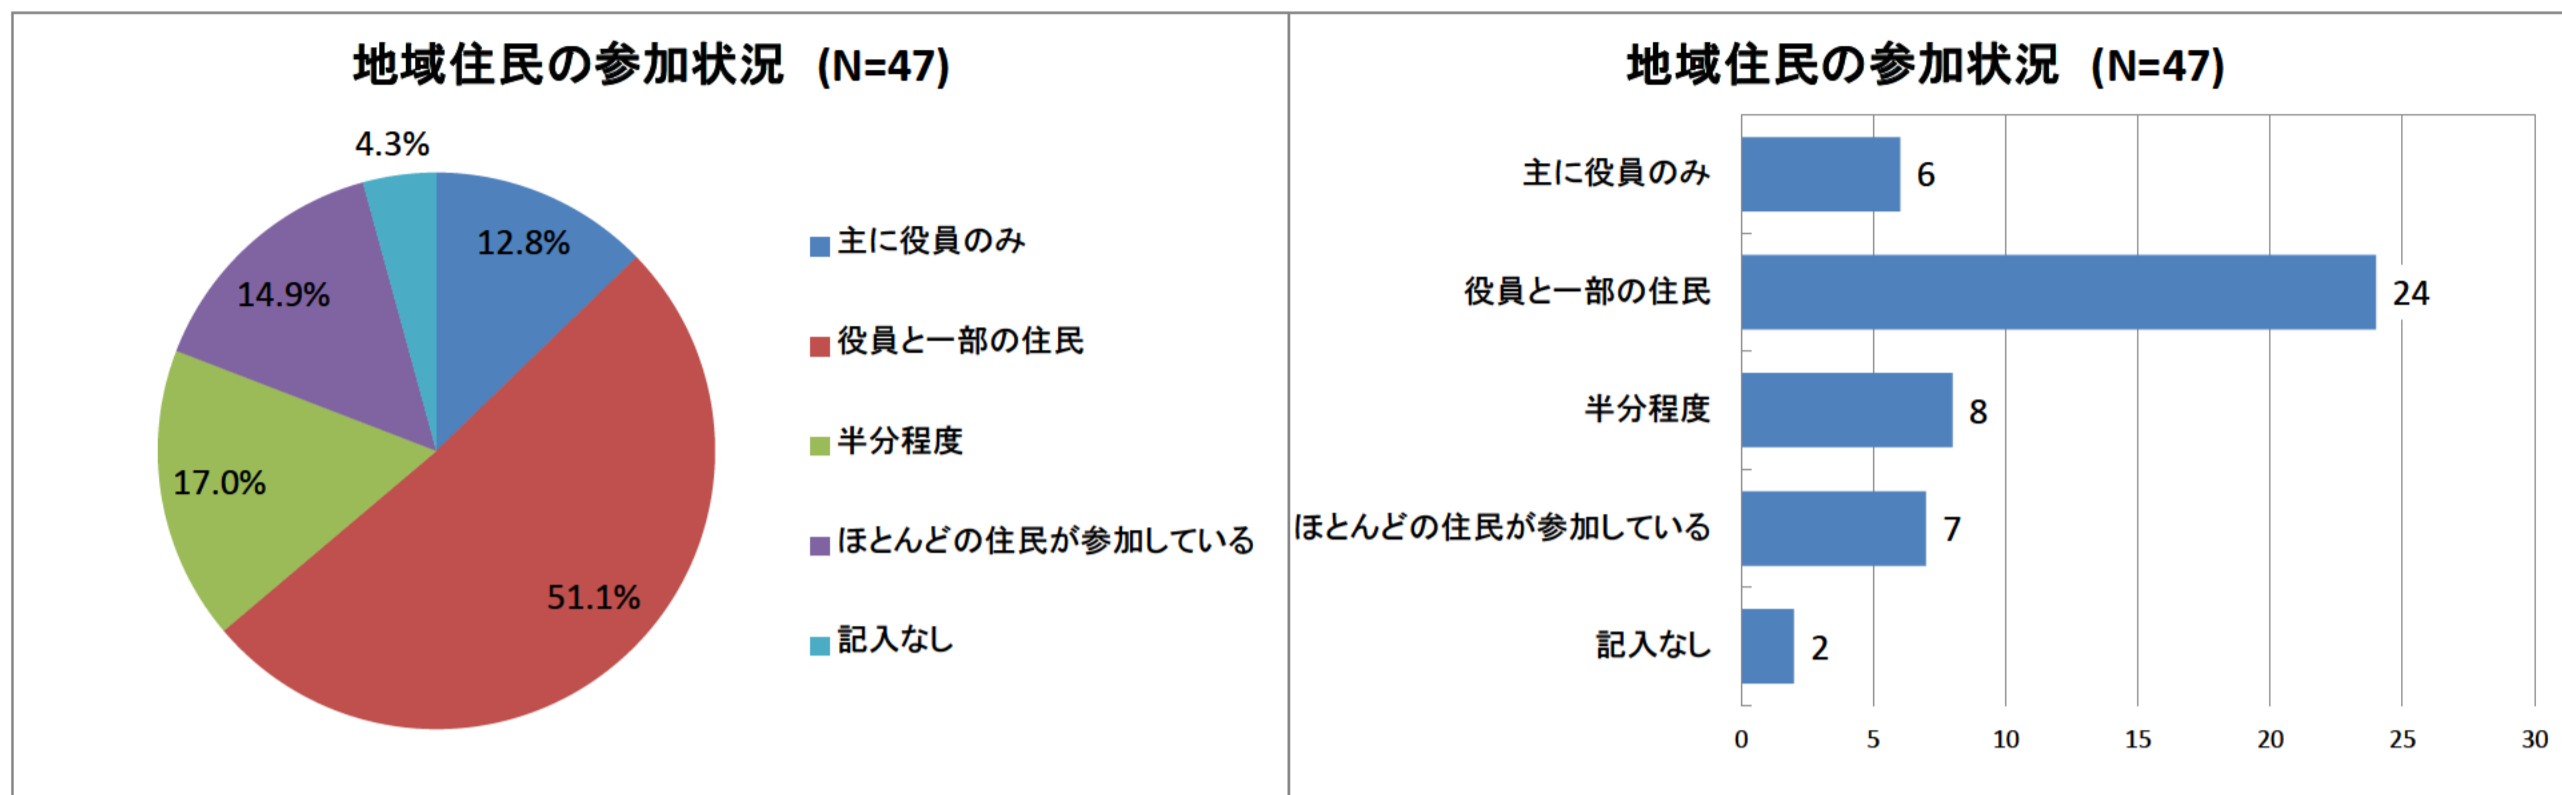 地域住民の参加状況 (N=47)
4.3%
12.8%
14.9%
17.0%
51.1%
主に役員のみ
役員と一部の住民
半分程度
ほとんどの住民が参加している
記入なし
地域住民の参加状況 (N=47)
主に役員のみ 6
役員と一部の住民 24
半分程度 8
ほとんどの住民が参加している 7
記入なし 2
0 5 10 15 20 25 30